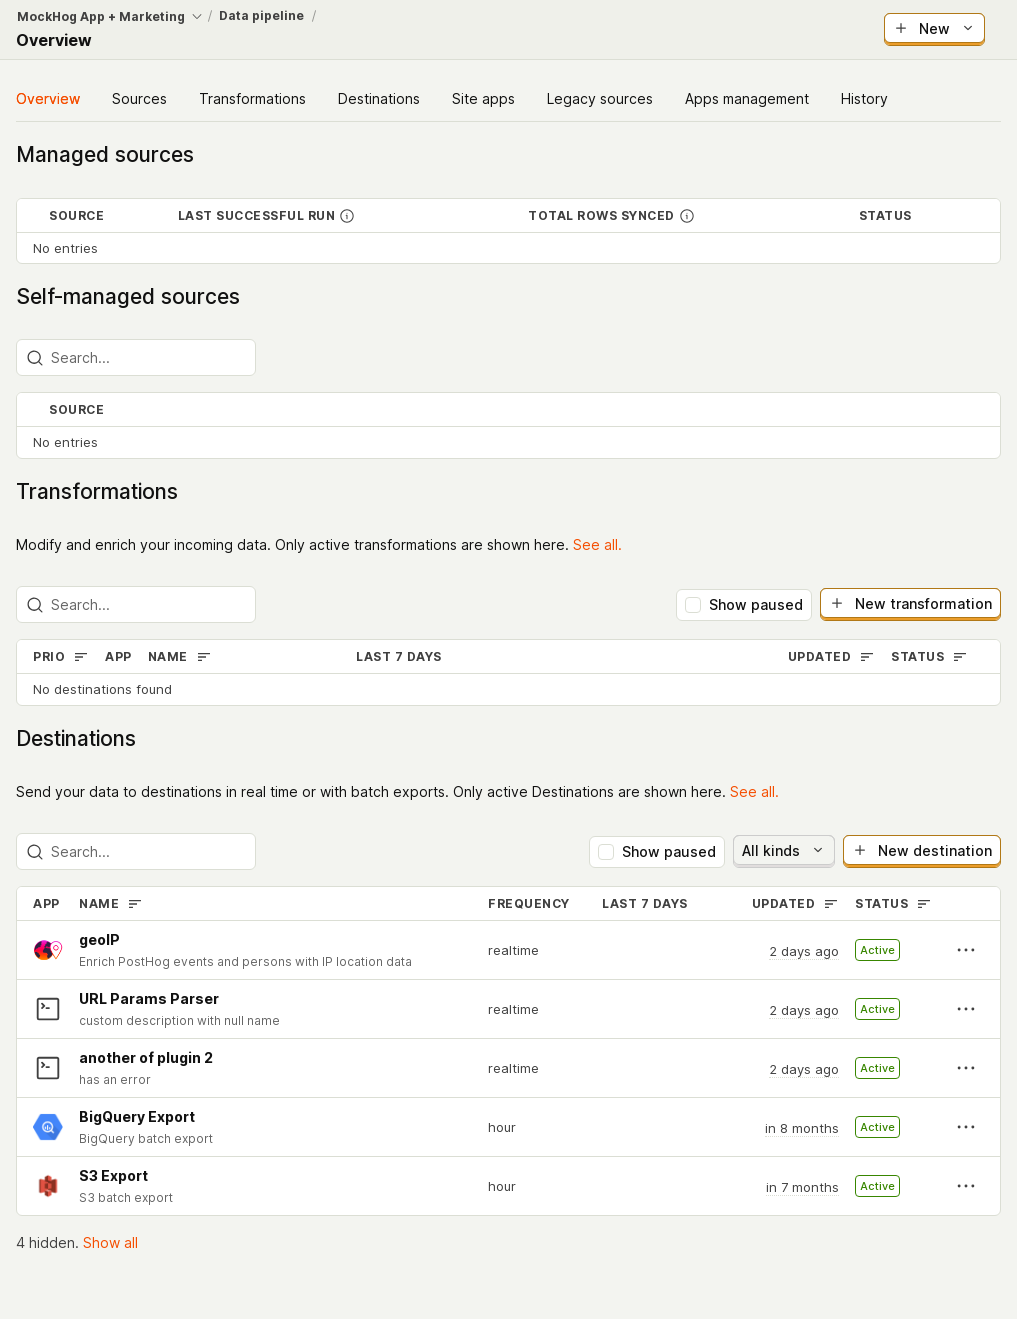 MockHog App + Marketing / Data pipeline /
Overview
New
Overview Sources Transformations Destinations Site apps Legacy sources Apps management History
Managed sources
SOURCE LAST SUCCESSFUL RUN TOTAL ROWS SYNCED STATUS
No entries
Self-managed sources
Search...
SOURCE
No entries
Transformations
Modify and enrich your incoming data. Only active transformations are shown here. See all.
Search... Show paused New transformation
PRIO APP NAME LAST 7 DAYS UPDATED STATUS
No destinations found
Destinations
Send your data to destinations in real time or with batch exports. Only active Destinations are shown here. See all.
Search... Show paused All kinds New destination
APP NAME FREQUENCY LAST 7 DAYS UPDATED STATUS
geoIP
Enrich PostHog events and persons with IP location data
realtime 2 days ago Active
URL Params Parser
custom description with null name
realtime 2 days ago Active
another of plugin 2
has an error
realtime 2 days ago Active
BigQuery Export
BigQuery batch export
hour in 8 months Active
S3 Export
S3 batch export
hour in 7 months Active
4 hidden. Show all